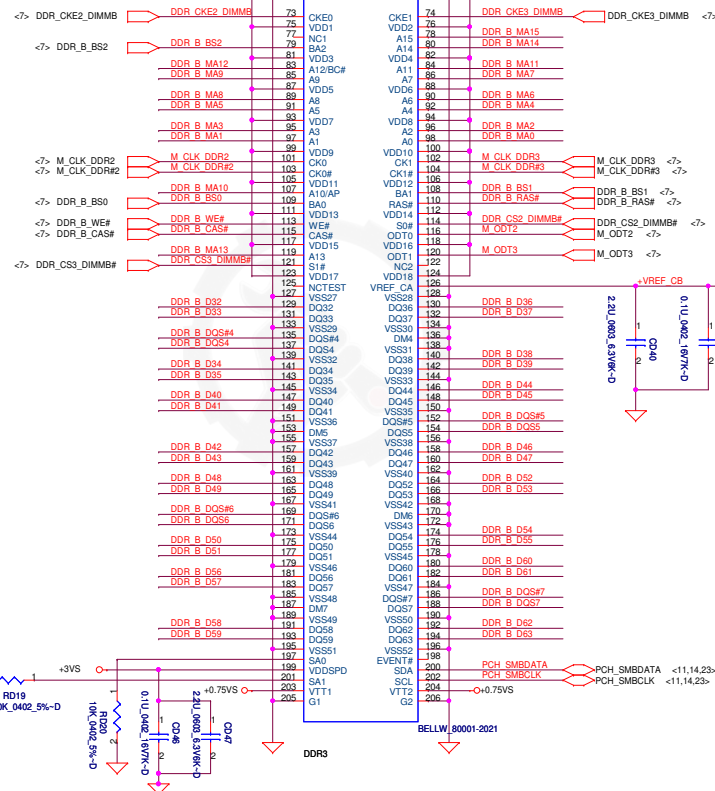 <7> DDR_CKE2_DIMMB DDR_CKE2_DIMMB 73 CKE0 CKE1 74 DDR_CKE3_DIMMB DDR_CKE3_DIMMB <7>
75 VDD1 VDD2 76
77 NC1 A15 78 DDR_B_MA15
<7> DDR_B_BS2 DDR_B_BS2 79 BA2 A14 80 DDR_B_MA14
81 VDD3 VDD4 82
DDR_B_MA12 83 A12/BC# A11 84 DDR_B_MA11
DDR_B_MA9 85 A9 A7 86 DDR_B_MA7
87 VDD5 VDD6 88
DDR_B_MA8 89 A8 A6 90 DDR_B_MA6
DDR_B_MA5 91 A5 A4 92 DDR_B_MA4
93 VDD7 VDD8 94
DDR_B_MA3 95 A3 A2 96 DDR_B_MA2
DDR_B_MA1 97 A1 A0 98 DDR_B_MA0
99 VDD9 VDD10 100
<7> M_CLK_DDR2 M_CLK_DDR2 101 CK0 CK1 102 M_CLK_DDR3 M_CLK_DDR3 <7>
<7> M_CLK_DDR#2 M_CLK_DDR#2 103 CK0# CK1# 104 M_CLK_DDR#3 M_CLK_DDR#3 <7>
105 VDD11 VDD12 106
DDR_B_MA10 107 A10/AP BA1 108 DDR_B_BS1 DDR_B_BS1 <7>
<7> DDR_B_BS0 DDR_B_BS0 109 BA0 RAS# 110 DDR_B_RAS# DDR_B_RAS# <7>
111 VDD13 VDD14 112
<7> DDR_B_WE# DDR_B_WE# 113 WE# S0# 114 DDR_CS2_DIMMB# DDR_CS2_DIMMB# <7>
<7> DDR_B_CAS# DDR_B_CAS# 115 CAS# ODT0 116 M_ODT2 M_ODT2 <7>
117 VDD15 VDD16 118
DDR_B_MA13 119 A13 ODT1 120 M_ODT3 M_ODT3 <7>
<7> DDR_CS3_DIMMB# DDR_CS3_DIMMB# 121 S1# NC2 122
123 VDD17 VDD18 124
125 NCTEST VREF_CA 126 +VREF_CB
127 VSS27 VSS28 128
DDR_B_D32 129 DQ32 DQ36 130 DDR_B_D36
DDR_B_D33 131 DQ33 DQ37 132 DDR_B_D37
133 VSS29 VSS30 134
DDR_B_DQS#4 135 DQS#4 DM4 136
DDR_B_DQS4 137 DQS4 VSS31 138
139 VSS32 DQ38 140 DDR_B_D38
DDR_B_D34 141 DQ34 DQ39 142 DDR_B_D39
DDR_B_D35 143 DQ35 VSS33 144
145 VSS34 DQ44 146 DDR_B_D44
DDR_B_D40 147 DQ40 DQ45 148 DDR_B_D45
DDR_B_D41 149 DQ41 VSS35 150
151 VSS36 DQS#5 152 DDR_B_DQS#5
153 DM5 DQS5 154 DDR_B_DQS5
155 VSS37 VSS38 156
DDR_B_D42 157 DQ42 DQ46 158 DDR_B_D46
DDR_B_D43 159 DQ43 DQ47 160 DDR_B_D47
161 VSS39 VSS40 162
DDR_B_D48 163 DQ48 DQ52 164 DDR_B_D52
DDR_B_D49 165 DQ49 DQ53 166 DDR_B_D53
167 VSS41 VSS42 168
DDR_B_DQS#6 169 DQS#6 DM6 170
DDR_B_DQS6 171 DQS6 VSS43 172
173 VSS44 DQ54 174 DDR_B_D54
DDR_B_D50 175 DQ50 DQ55 176 DDR_B_D55
DDR_B_D51 177 DQ51 VSS45 178
179 VSS46 DQ60 180 DDR_B_D60
DDR_B_D56 181 DQ56 DQ61 182 DDR_B_D61
DDR_B_D57 183 DQ57 VSS47 184
185 VSS48 DQS#7 186 DDR_B_DQS#7
187 DM7 DQS7 188 DDR_B_DQS7
189 VSS49 VSS50 190
DDR_B_D58 191 DQ58 DQ62 192 DDR_B_D62
DDR_B_D59 193 DQ59 DQ63 194 DDR_B_D63
195 VSS51 VSS52 196
197 SA0 EVENT# 198
+3VS 199 VDDSPD SDA 200 PCH_SMBDATA PCH_SMBDATA <11,14,23>
201 SA1 SCL 202 PCH_SMBCLK PCH_SMBCLK <11,14,23>
+0.75VS 203 VTT1 VTT2 204 +0.75VS
205 G1 G2 206
BELLW_80001-2021
DDR3
2.2U_0603_6.3V6K~D
1
CD40
2
0.1U_0402_16V7K~D
1
2
1
RD19
0K_0402_5%~D
1
RD20
10K_0402_5%~D
2
0.1U_0402_16V7K~D
1
CD46
2
2.2U_0603_6.3V6K~D
1
CD47
2